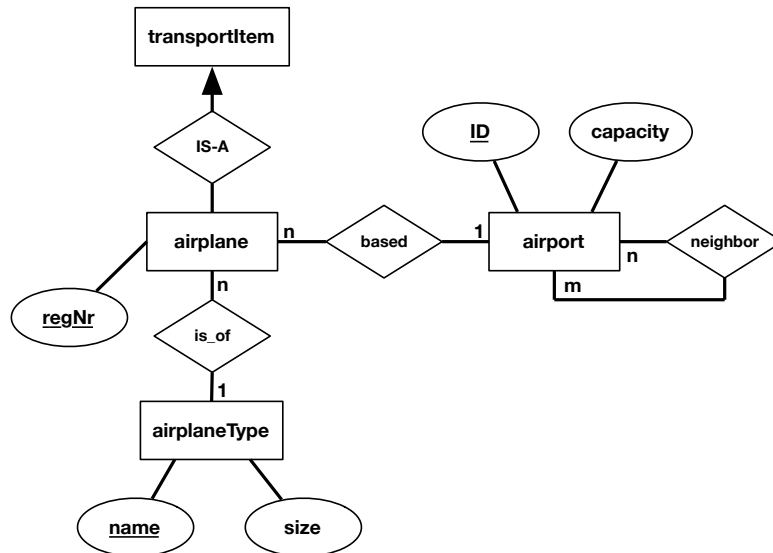 transportItem
IS-A
ID
capacity
airplane
n
based
1
airport
n
neighbor
m
n
regNr
is_of
1
airplaneType
name
size